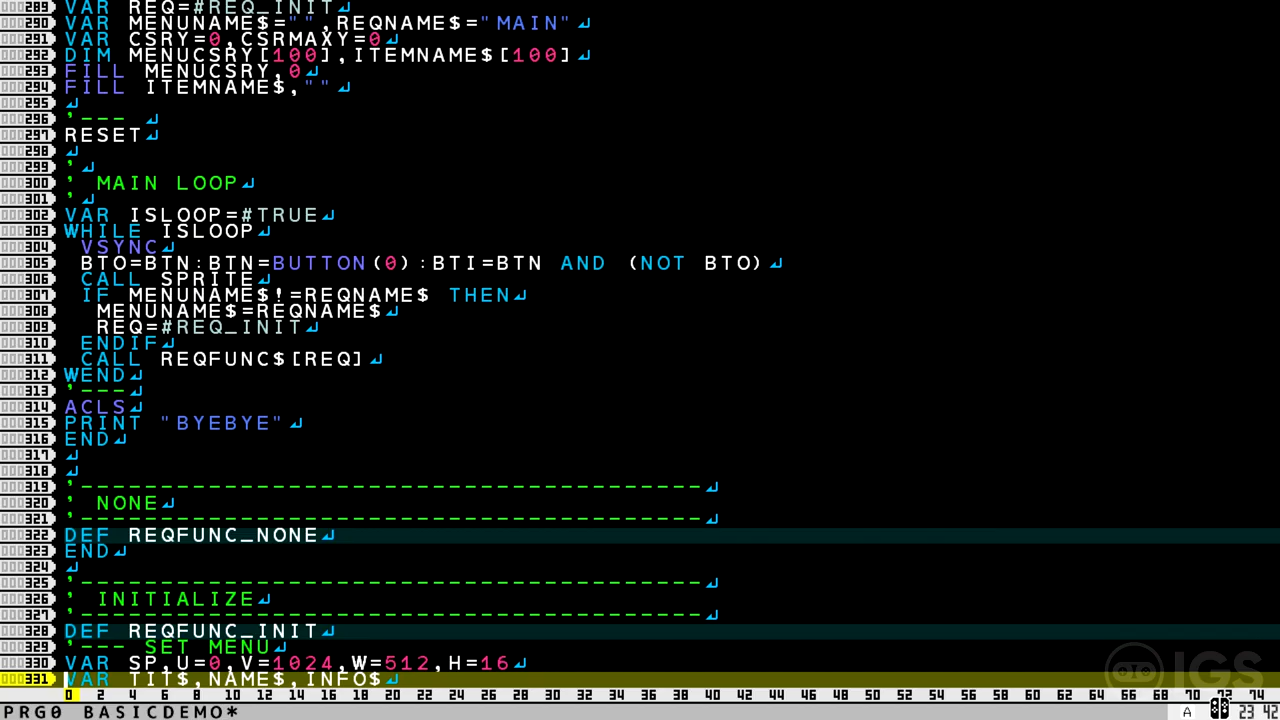 000289 VAR REQ=#REQ_INIT
000290 VAR MENUNAME$="",REQNAME$="MAIN"
000291 VAR CSRY=0,CSRMAXY=0
000292 DIM MENUCSRY[100],ITEMNAME$[100]
000293 FILL MENUCSRY,0
000294 FILL ITEMNAME$,""
000295
000296 '---
000297 RESET
000298
000299 '
000300 ' MAIN LOOP
000301 '
000302 VAR ISLOOP=#TRUE
000303 WHILE ISLOOP
000304 VSYNC
000305 BTO=BTN:BTN=BUTTON(0):BTI=BTN AND (NOT BTO)
000306 CALL SPRITE
000307 IF MENUNAME$!=REQNAME$ THEN
000308 MENUNAME$=REQNAME$
000309 REQ=#REQ_INIT
000310 ENDIF
000311 CALL REQFUNC$[REQ]
000312 WEND
000313 '---
000314 ACLS
000315 PRINT "BYEBYE"
000316 END
000317
000318
000319 '---------------------------------------
000320 ' NONE
000321 '---------------------------------------
000322 DEF REQFUNC_NONE
000323 END
000324
000325 '---------------------------------------
000326 ' INITIALIZE
000327 '---------------------------------------
000328 DEF REQFUNC_INIT
000329 '--- SET MENU
000330 VAR SP,U=0,V=1024,W=512,H=16
000331 VAR TIT$,NAME$,INFO$
0 2 4 6 8 10 12 14 16 18 20 22 24 26 28 30 32 34 36 38 40 42 44 46 48 50 52 54 56 58 60 62 64 66 68 70 72 74
PRG0 BASICDEMO* A 23 42
IGS